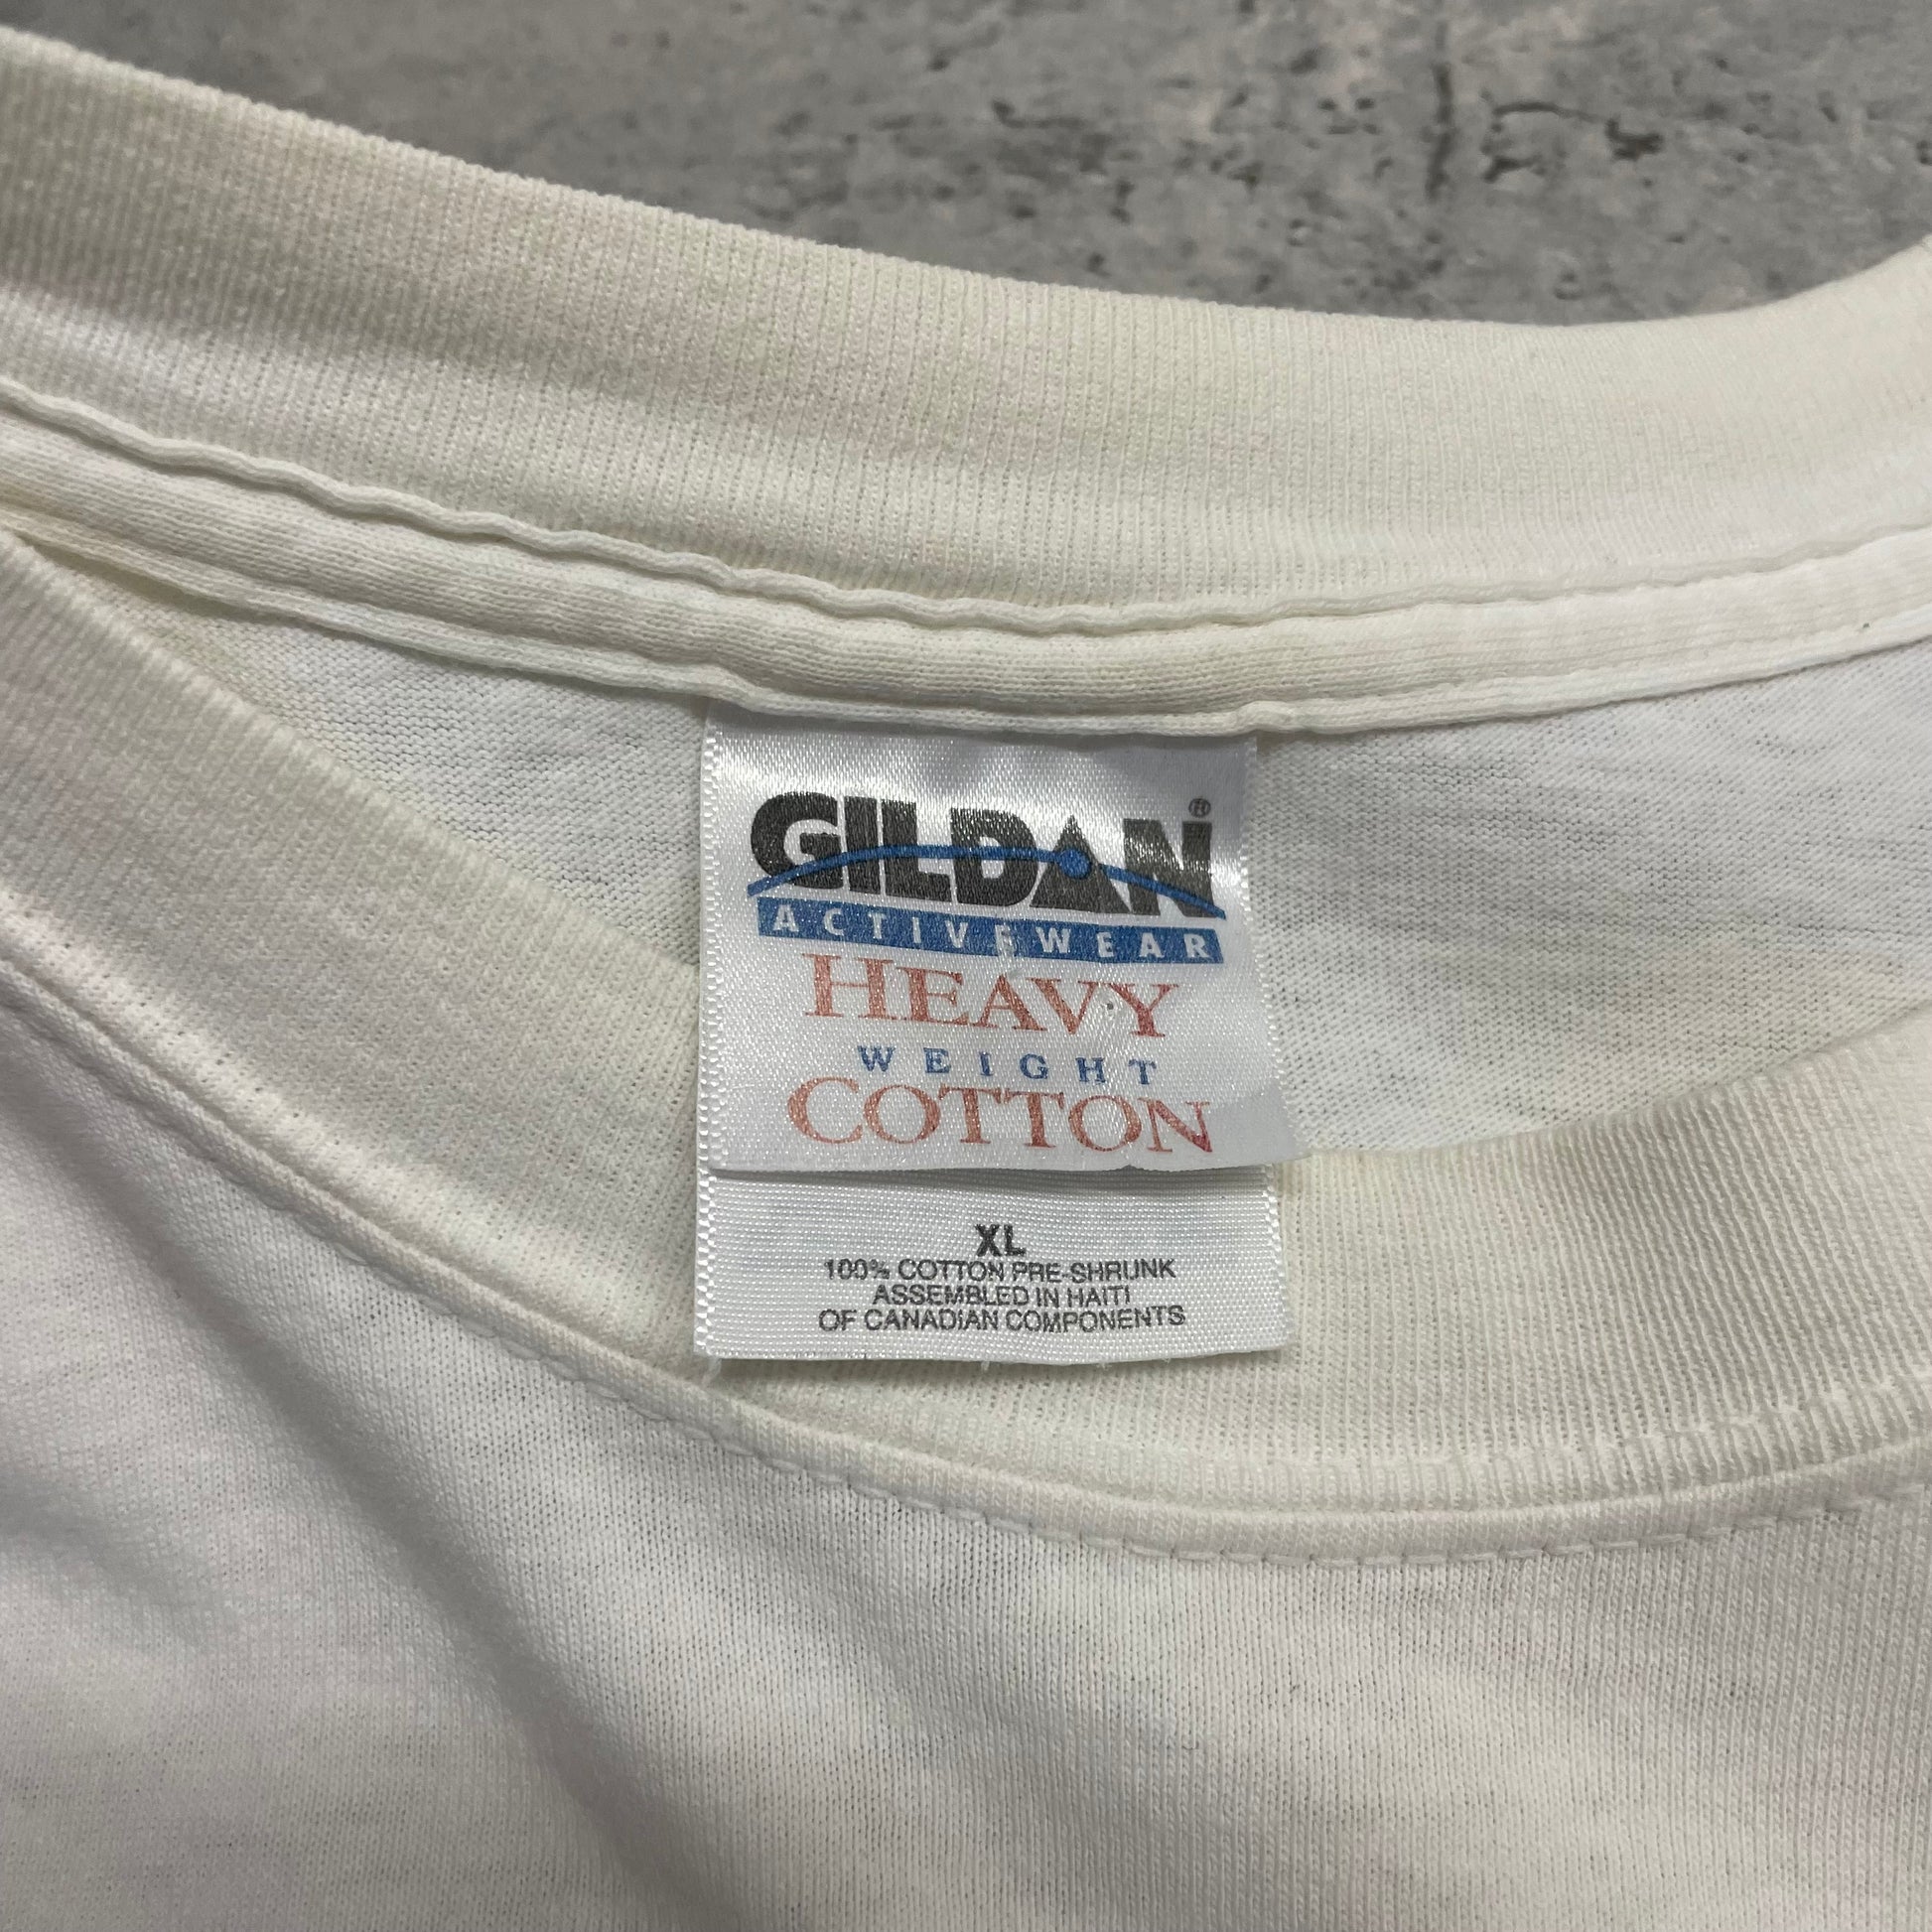 GILDAN®
ACTIVEWEAR
HEAVY
WEIGHT
COTTON
XL
100% COTTON PRE-SHRUNK
ASSEMBLED IN HAITI
OF CANADIAN COMPONENTS